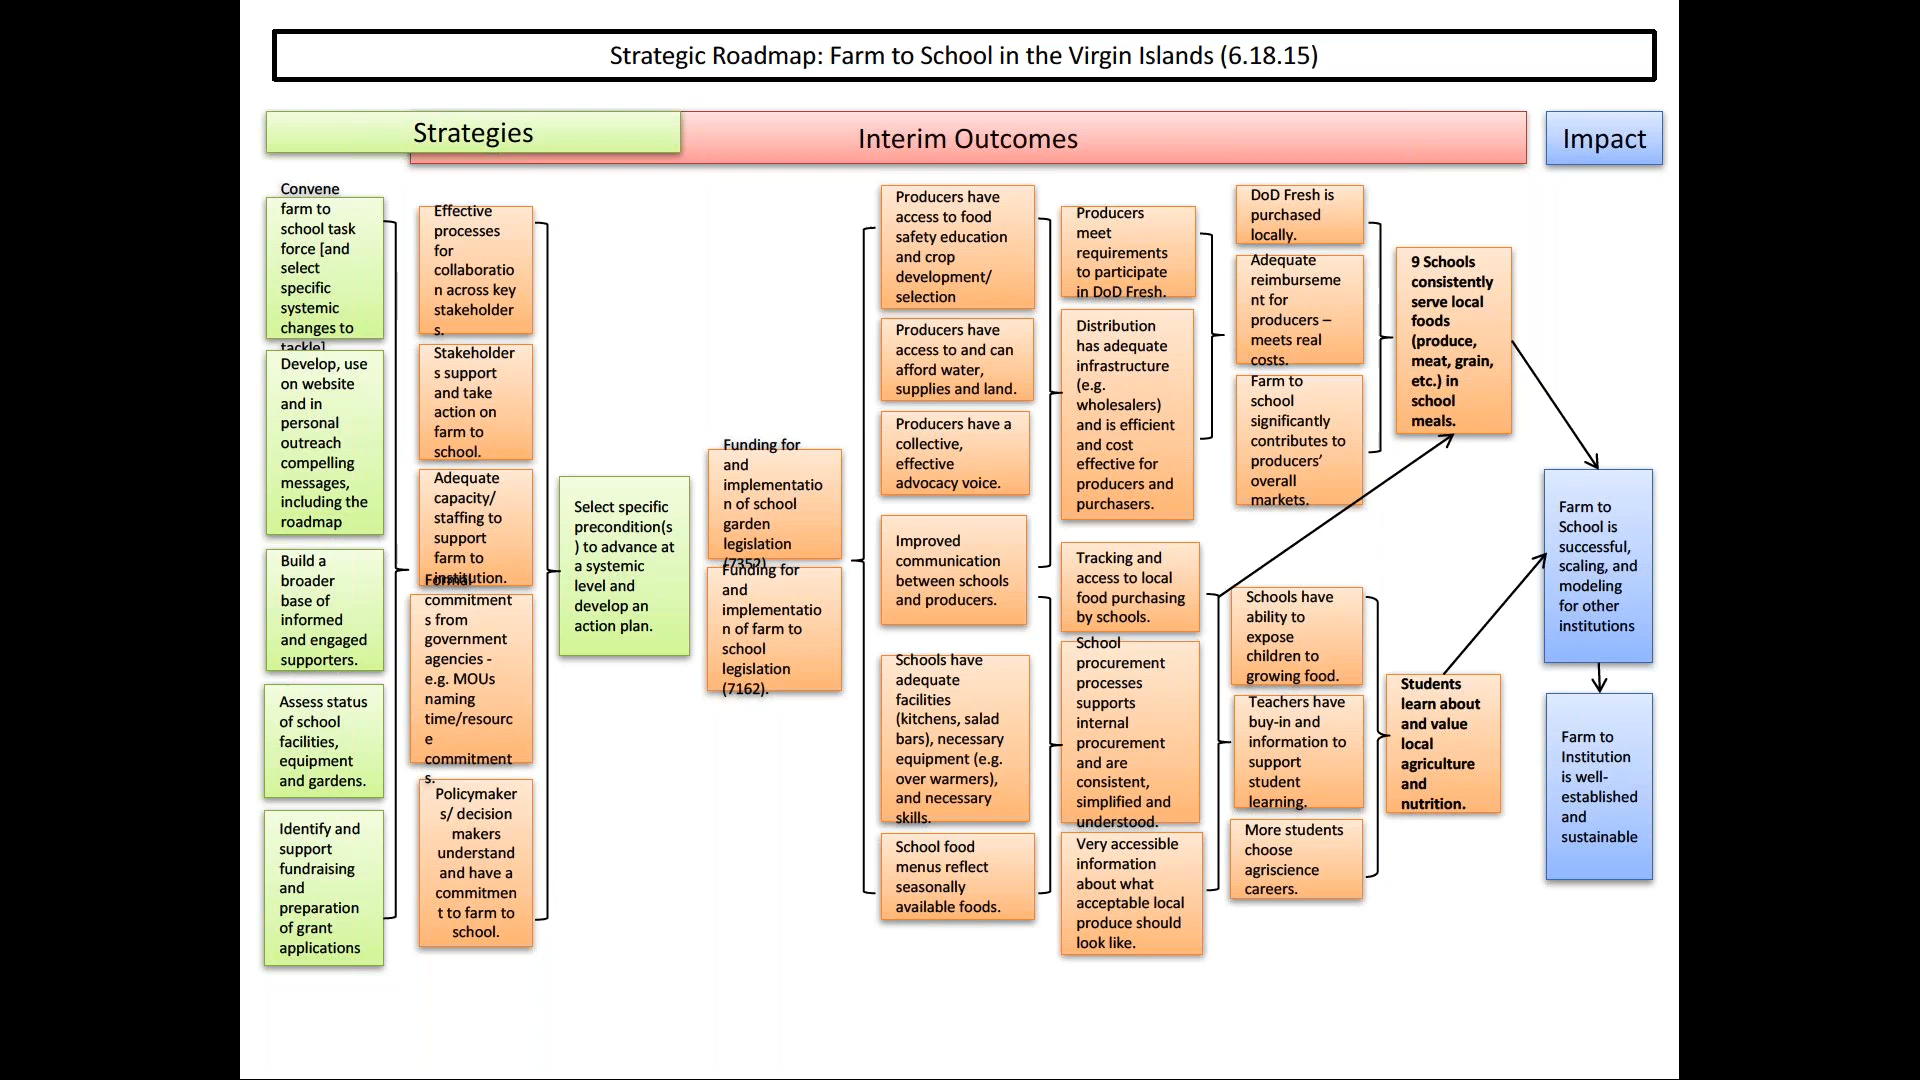 Strategic Roadmap: Farm to School in the Virgin Islands (6.18.15)
Strategies
Interim Outcomes
Impact
Convene
farm to
school task
force [and
select
specific
systemic
changes to
tackle]
Develop, use
on website
and in
personal
outreach
compelling
messages,
including the
roadmap
Build a
broader
base of
informed
and engaged
supporters.
Assess status
of school
facilities,
equipment
and gardens.
Identify and
support
fundraising
and
preparation
of grant
applications
Effective
processes
for
collaboratio
n across key
stakeholder
s.
Stakeholder
s support
and take
action on
farm to
school.
Adequate
capacity/
staffing to
support
farm to
institution.
Formal
commitment
s from
government
agencies -
e.g. MOUs
naming
time/resourc
e
commitment
s.
Policymaker
s/ decision
makers
understand
and have a
commitmen
t to farm to
school.
Select specific
precondition(s
) to advance at
a systemic
level and
develop an
action plan.
Funding for
and
implementatio
n of school
garden
legislation
(7352)
Funding for
and
implementatio
n of farm to
school
legislation
(7162).
Producers have
access to food
safety education
and crop
development/
selection
Producers have
access to and can
afford water,
supplies and land.
Producers have a
collective,
effective
advocacy voice.
Improved
communication
between schools
and producers.
Schools have
adequate
facilities
(kitchens, salad
bars), necessary
equipment (e.g.
over warmers),
and necessary
skills.
School food
menus reflect
seasonally
available foods.
Producers
meet
requirements
to participate
in DoD Fresh.
Distribution
has adequate
infrastructure
(e.g.
wholesalers)
and is efficient
and cost
effective for
producers and
purchasers.
Tracking and
access to local
food purchasing
by schools.
School
procurement
processes
supports
internal
procurement
and are
consistent,
simplified and
understood.
Very accessible
information
about what
acceptable local
produce should
look like.
DoD Fresh is
purchased
locally.
Adequate
reimburseme
nt for
producers –
meets real
costs.
Farm to
school
significantly
contributes to
producers’
overall
markets.
Schools have
ability to
expose
children to
growing food.
Teachers have
buy-in and
information to
support
student
learning.
More students
choose
agriscience
careers.
9 Schools
consistently
serve local
foods
(produce,
meat, grain,
etc.) in
school
meals.
Students
learn about
and value
local
agriculture
and
nutrition.
Farm to
School is
successful,
scaling, and
modeling
for other
institutions
Farm to
Institution
is well-
established
and
sustainable